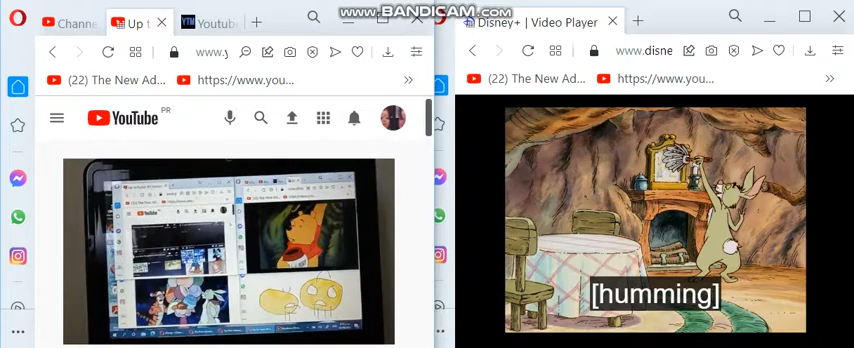 www.BANDICAM.com
Channe
Up t
Youtube
Disney+ | Video Player
www.y
www.disne
(22) The New Ad...
https://www.you...
(22) The New Ad...
https://www.you...
YouTube PR
[humming]